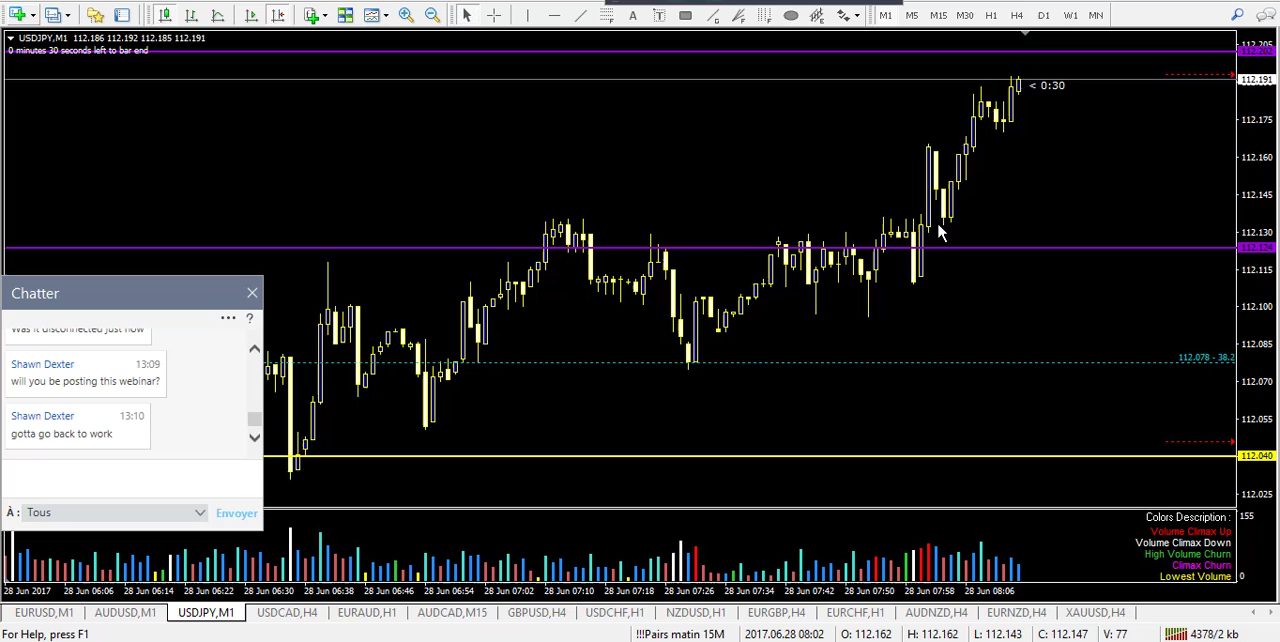 A T
M1 M5 M15 M30 H1 H4 D1 W1 MN
USDJPY,M1 112.186 112.192 112.185 112.191
0 minutes 30 seconds left to bar end
112.205
112.202
112.191
< 0:30
112.175
112.160
112.145
112.130
112.124
112.115
112.100
112.085
112.078 - 38.2
112.070
112.055
112.040
112.025
Chatter
Was it disconnected just now
Shawn Dexter 13:09
will you be posting this webinar?
Shawn Dexter 13:10
gotta go back to work
À : Tous Envoyer
Colors Description :
Volume Climax Up
Volume Climax Down
High Volume Churn
Climax Churn
Lowest Volume
155
0
28 Jun 2017 28 Jun 06:06 28 Jun 06:14 28 Jun 06:22 28 Jun 06:30 28 Jun 06:38 28 Jun 06:46 28 Jun 06:54 28 Jun 07:02 28 Jun 07:10 28 Jun 07:18 28 Jun 07:26 28 Jun 07:34 28 Jun 07:42 28 Jun 07:50 28 Jun 07:58 28 Jun 08:06
EURUSD,M1 AUDUSD,M1 USDJPY,M1 USDCAD,H4 EURAUD,H1 AUDCAD,M15 GBPUSD,H4 USDCHF,H1 NZDUSD,H1 EURGBP,H4 EURCHF,H1 AUDNZD,H4 EURNZD,H4 XAUUSD,H4
For Help, press F1 !!!Pairs matin 15M 2017.06.28 08:02 O: 112.162 H: 112.162 L: 112.143 C: 112.147 V: 77 4378/2 kb